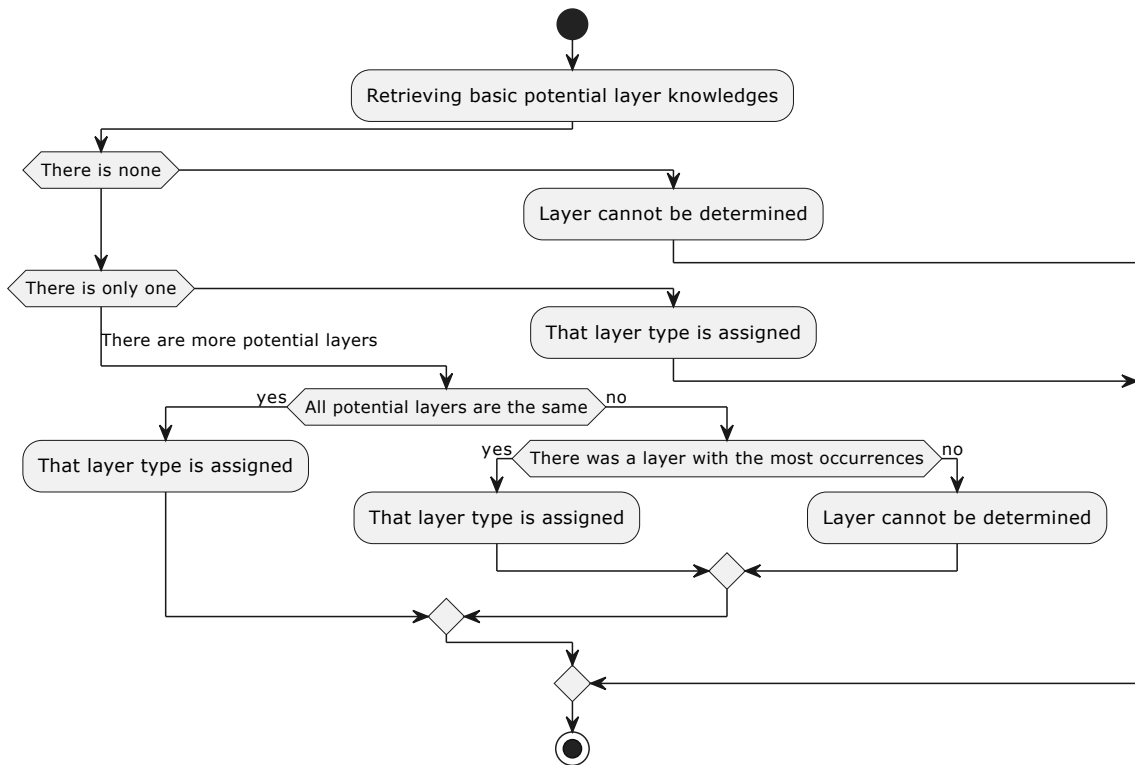 Retrieving basic potential layer knowledges
There is none
Layer cannot be determined
There is only one
That layer type is assigned
There are more potential layers
yes
All potential layers are the same
no
That layer type is assigned
yes
There was a layer with the most occurrences
no
That layer type is assigned
Layer cannot be determined